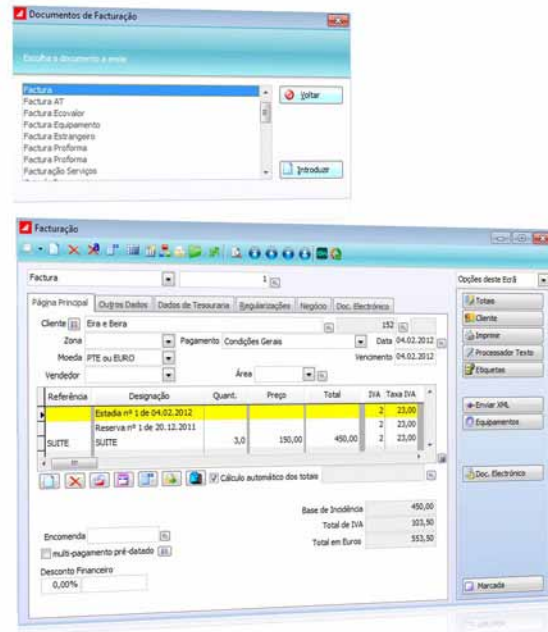 Documentos de Facturação
Escolha o documento a emitir
Factura
Factura AT
Factura Ecovalor
Factura Equipamento
Factura Estrangeiro
Factura Proforma
Factura Proforma
Facturação Serviços
Voltar
Introduzir
Facturação
Factura 1
Opções deste Ecrã
Página Principal Outros Dados Dados de Tesouraria Regularizações Negócio Doc. Electrónico
Cliente Eira e Beira 152
Zona Pagamento Condições Gerais Data 04.02.2012
Moeda PTE ou EURO Vencimento 04.02.2012
Vendedor Área
Referência Designação Quant. Preço Total IVA Taxa IVA
Estadia nº 1 de 04.02.2012 2 23,00
Reserva nº 1 de 20.12.2011 2 23,00
SUITE SUITE 3,0 150,00 450,00 2 23,00
Cálculo automático dos totais
Base de Incidência 450,00
Total de IVA 103,50
Total em Euros 553,50
Encomenda
multi-pagamento pré-datado
Desconto Financeiro
0,00%
Totais
Cliente
Imprime
Processador Texto
Etiquetas
Enviar XML
Equipamentos
Doc. Electrónico
Marcada